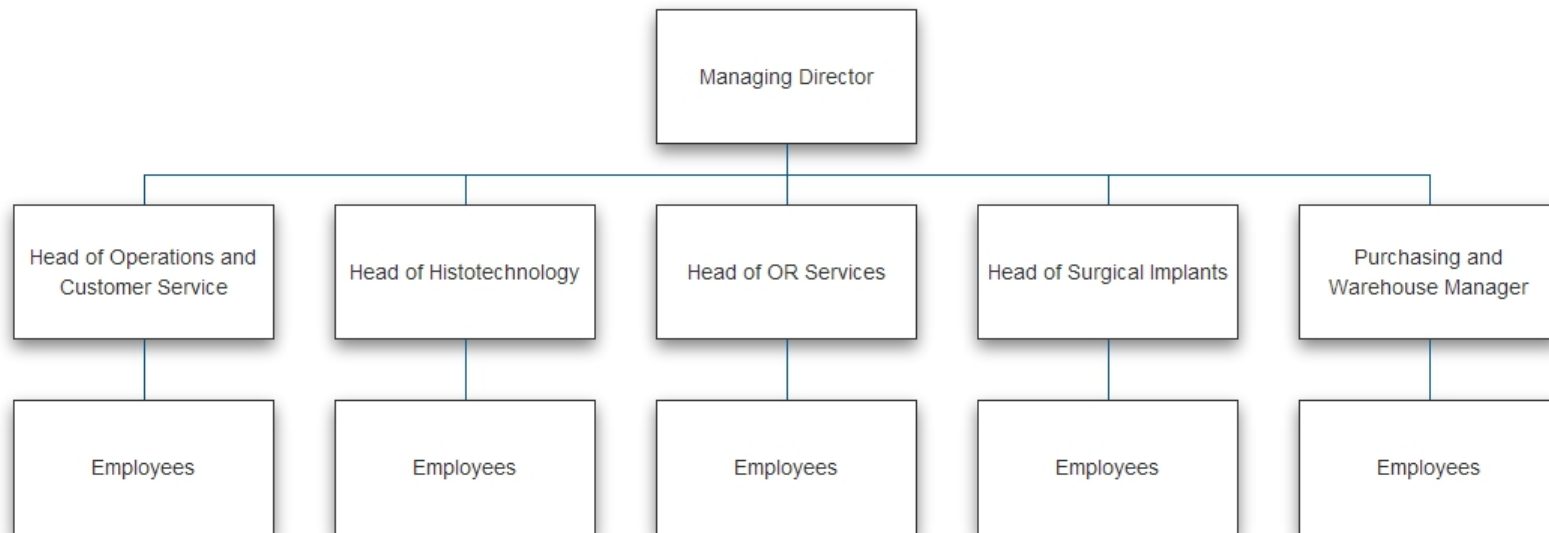 Managing Director
Head of Operations and
Customer Service
Head of Histotechnology
Head of OR Services
Head of Surgical Implants
Purchasing and
Warehouse Manager
Employees
Employees
Employees
Employees
Employees